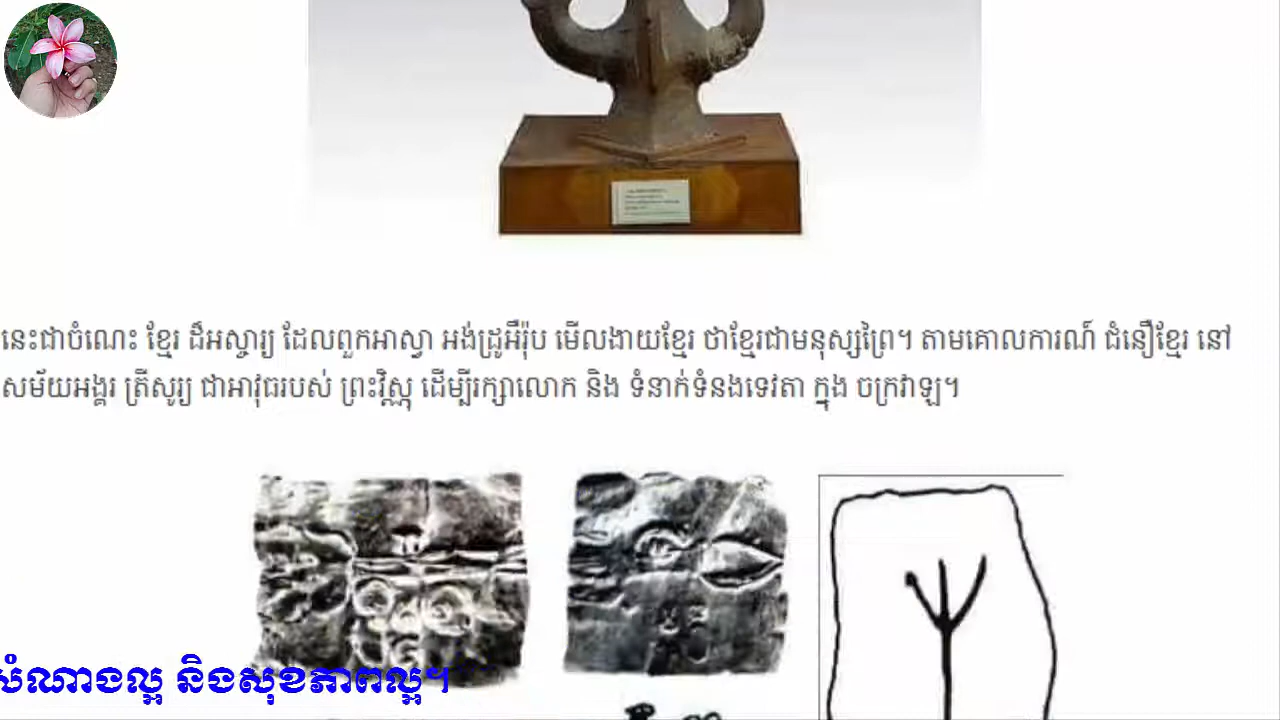 នេះជាចំណេះ ខ្មែរ ដ៏អស្ចារ្យ ដែលពួកអាស្វា អង់ដ្រូអឺរ៉ុប មើលងាយខ្មែរ ថាខ្មែរជាមនុស្សព្រៃ។ តាមគោលការណ៍ ជំនឿខ្មែរ នៅ
សម័យអង្គរ ត្រីសូរ្យ ជាអាវុធរបស់ ព្រះវិស្ណុ ដើម្បីរក្សាលោក និង ទំនាក់ទំនងទេវតា ក្នុង ចក្រវាឡ។
សំណាងល្អ និងសុខភាពល្អ។